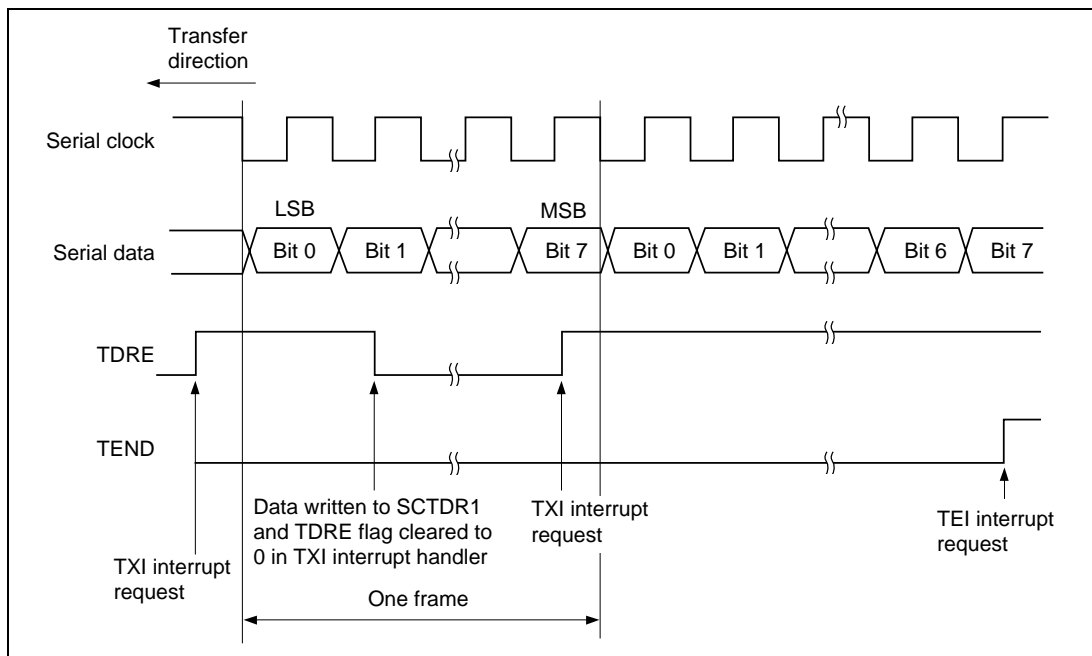 Transfer
direction
Serial clock
LSB
MSB
Serial data
Bit 0
Bit 1
Bit 7
Bit 0
Bit 1
Bit 6
Bit 7
TDRE
TEND
Data written to SCTDR1
and TDRE flag cleared to
0 in TXI interrupt handler
TXI interrupt
request
TEI interrupt
request
TXI interrupt
request
One frame